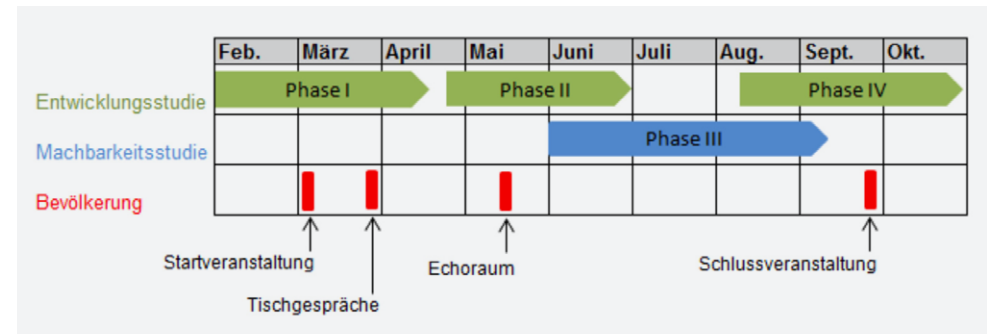 Feb. März April Mai Juni Juli Aug. Sept. Okt.
Entwicklungsstudie Phase I Phase II Phase IV
Machbarkeitsstudie Phase III
Bevölkerung
Startveranstaltung Echoraum Schlussveranstaltung
Tischgespräche